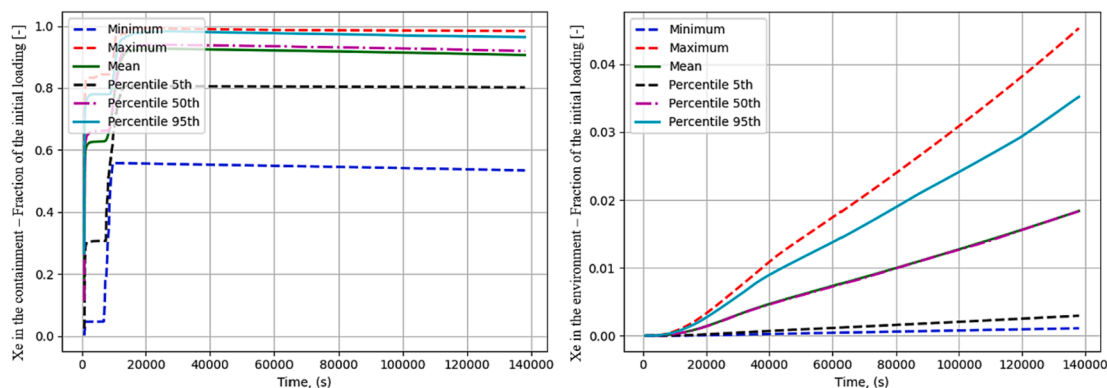 Xe in the containment – Fraction of the initial loading [-]
1.0
0.8
0.6
0.4
0.2
0.0
Minimum
Maximum
Mean
Percentile 5th
Percentile 50th
Percentile 95th
0 20000 40000 60000 80000 100000 120000 140000
Time, (s)
Xe in the environment – Fraction of the initial loading [-]
0.04
0.03
0.02
0.01
0.00
Minimum
Maximum
Mean
Percentile 5th
Percentile 50th
Percentile 95th
0 20000 40000 60000 80000 100000 120000 140000
Time, (s)